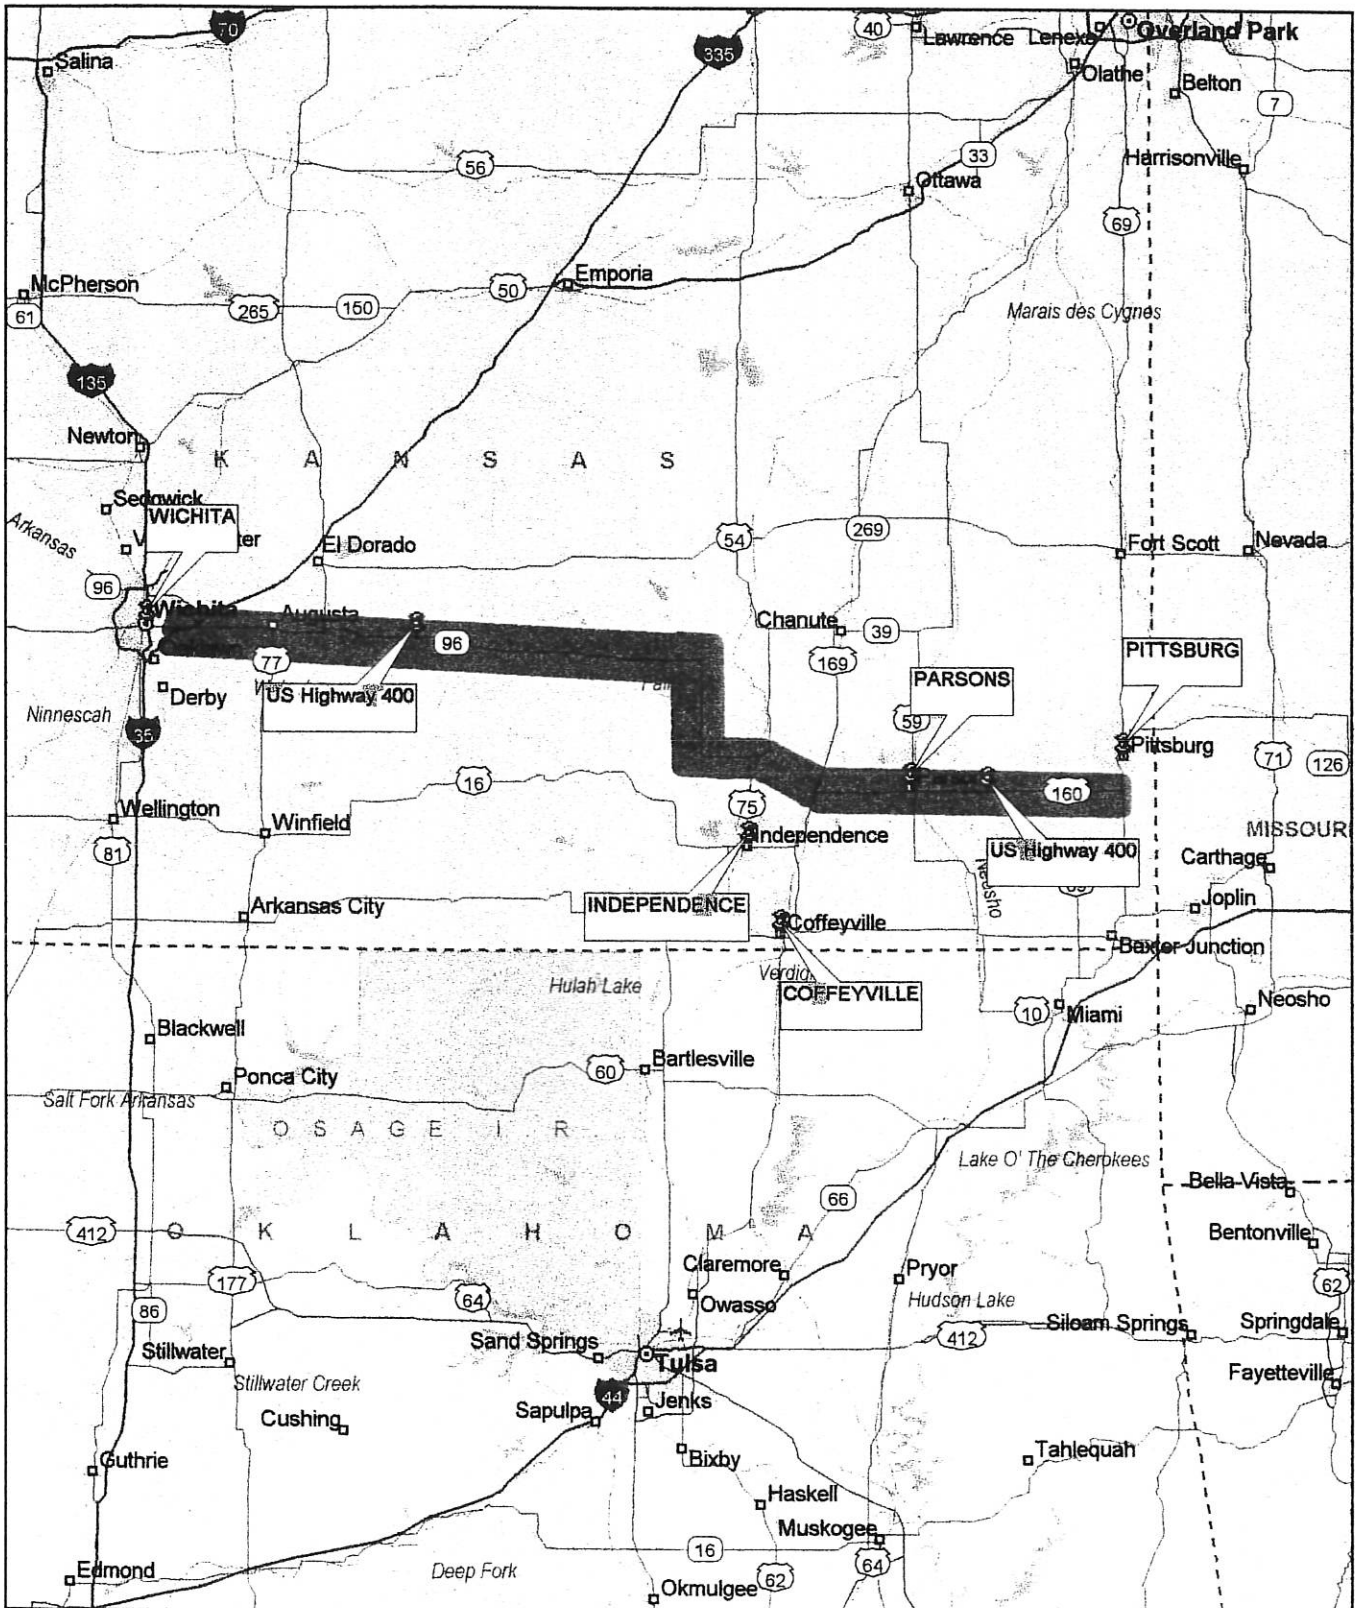 70
335
40
Lawrence
Lenexa
Overland Park
Salina
Olathe
Belton
7
56
33
Harrisonville
Ottawa
69
McPherson
61
265
150
50
Emporia
Marais des Cygnes
135
Newton
K A N S A S
Sedgwick
WICHITA
Arkansas
El Dorado
54
269
Fort Scott
Nevada
96
Wichita
Augusta
96
Chanute
39
77
169
PITTSBURG
Derby
US Highway 400
PARSONS
Ninnescah
59
35
Pittsburg
71
126
16
160
Wellington
Winfield
75
Independence
81
US Highway 400
MISSOUR
Carthage
Neosho
INDEPENDENCE
Arkansas City
Coffeyville
Joplin
Baxter Junction
Hulah Lake
COFFEYVILLE
Blackwell
10
Miami
Neosho
60
Bartlesville
Ponca City
Salt Fork Arkansas
O S A G E I R
Lake O' The Cherokees
66
Bella Vista
412
O K L A H O M A
Bentonville
Claremore
Pryor
177
62
64
Owasso
Hudson Lake
86
Sand Springs
412
Siloam Springs
Springdale
Stillwater
Tulsa
Fayetteville
Stillwater Creek
44
Cushing
Sapulpa
Jenks
Guthrie
Bixby
Tahlequah
Haskell
Muskogee
16
Edmond
Deep Fork
62
64
Okmulgee